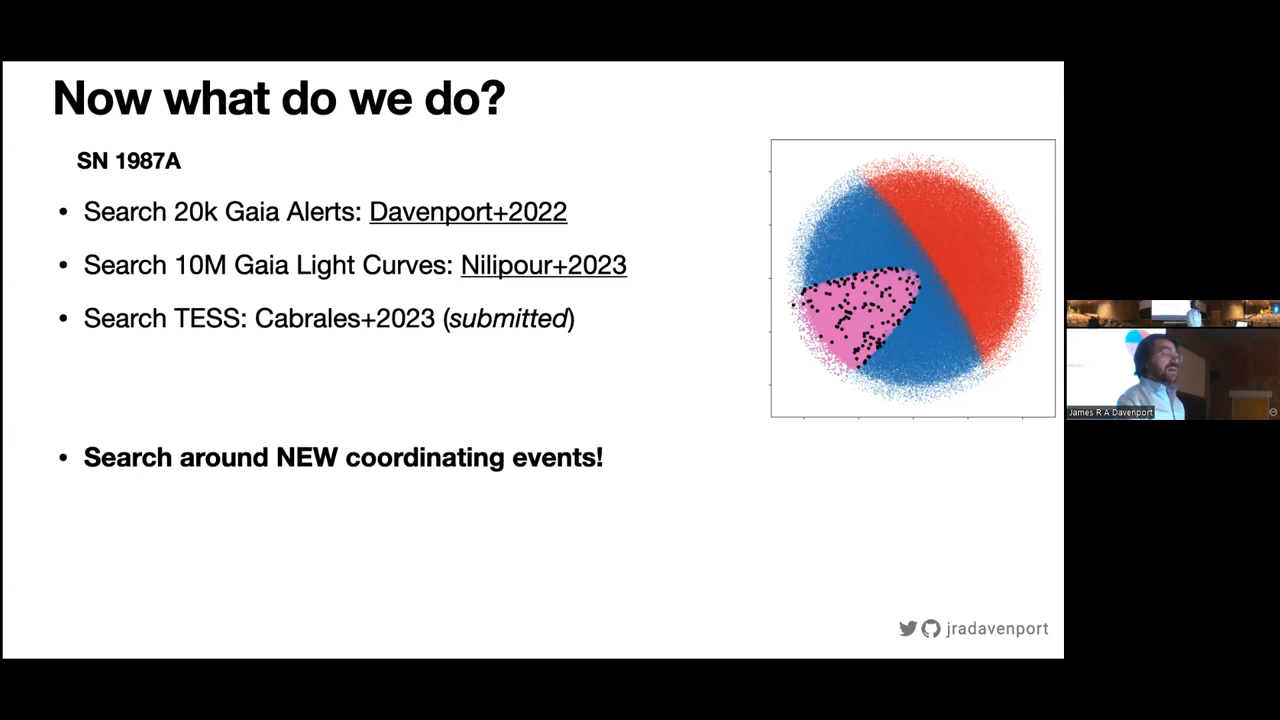 Now what do we do?
SN 1987A
• Search 20k Gaia Alerts: Davenport+2022
• Search 10M Gaia Light Curves: Nilipour+2023
• Search TESS: Cabrales+2023 (submitted)
• Search around NEW coordinating events!
jradavenport
James R A Davenport